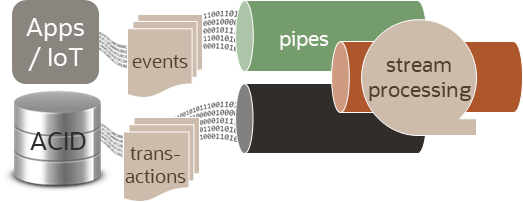 Apps
/ IoT
events
pipes
stream
processing
ACID
trans-
actions